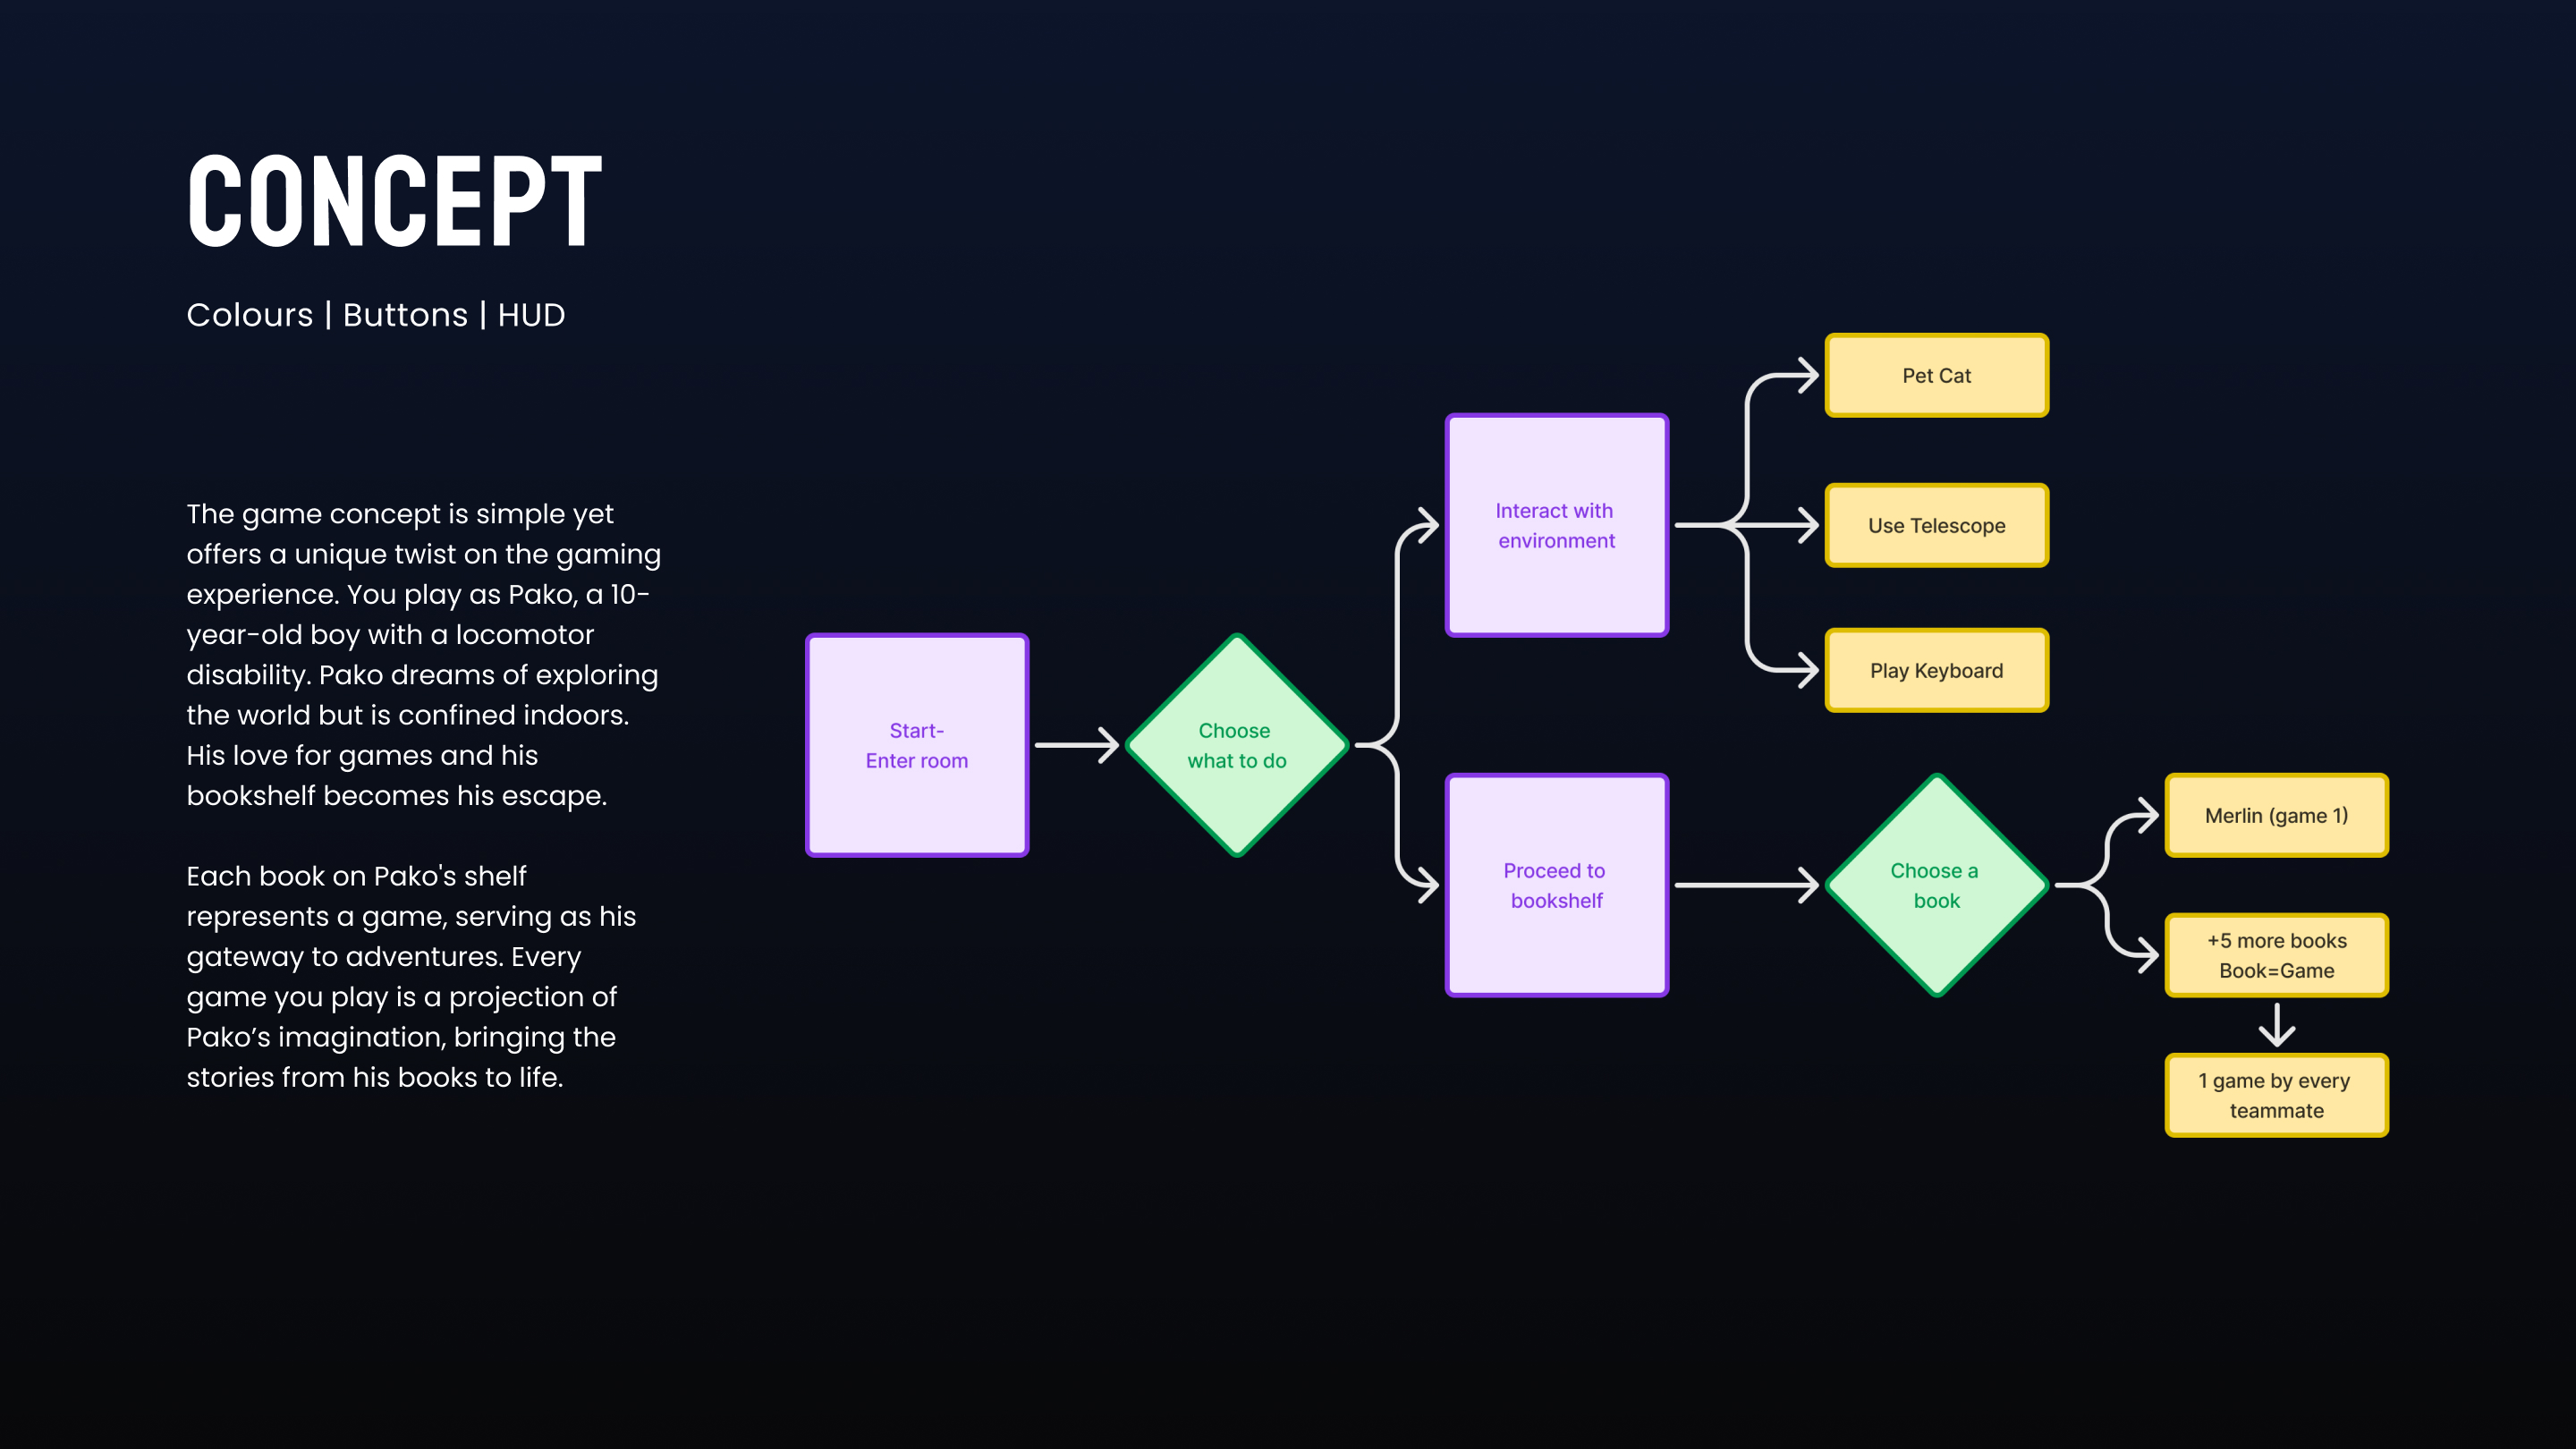 CONCEPT
Colours | Buttons | HUD
The game concept is simple yet
offers a unique twist on the gaming
experience. You play as Pako, a 10-
year-old boy with a locomotor
disability. Pako dreams of exploring
the world but is confined indoors.
His love for games and his
bookshelf becomes his escape.
Each book on Pako's shelf
represents a game, serving as his
gateway to adventures. Every
game you play is a projection of
Pako’s imagination, bringing the
stories from his books to life.
Start-
Enter room
Choose
what to do
Interact with
environment
Pet Cat
Use Telescope
Play Keyboard
Proceed to
bookshelf
Choose a
book
Merlin (game 1)
+5 more books
Book=Game
1 game by every
teammate